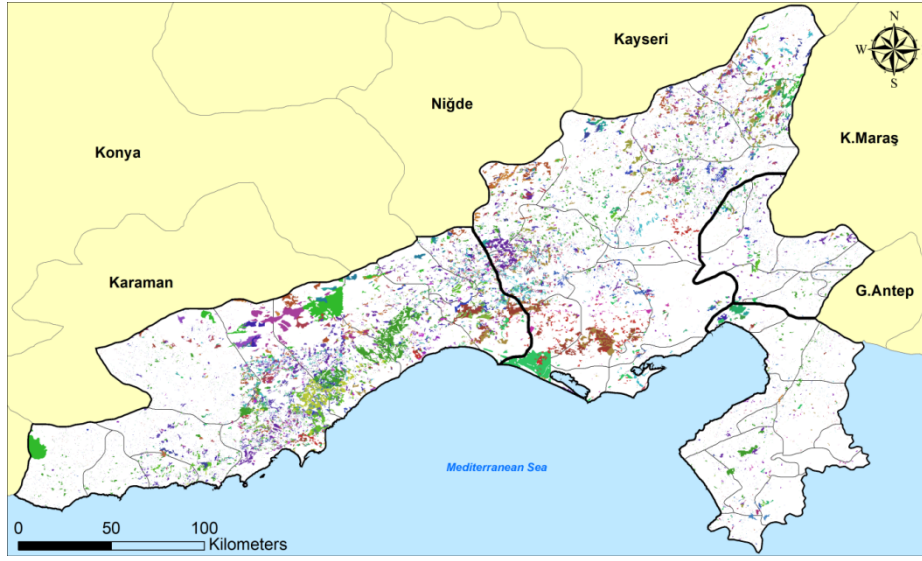 Kayseri
N
W E
S
Niğde
Konya
K.Maraş
Karaman
G.Antep
Mediterranean Sea
0 50 100
Kilometers